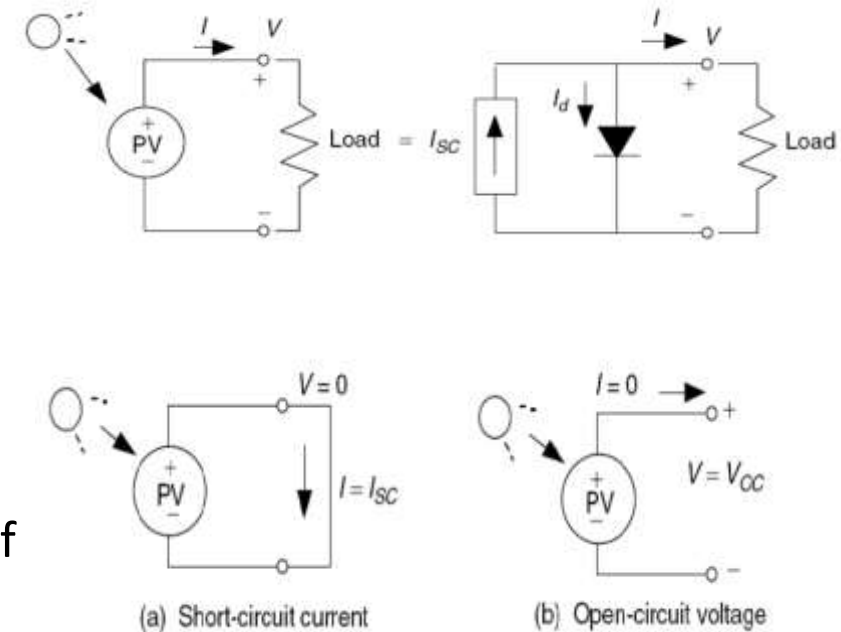 I V
+
+
PV
−
Load
−
=
I V
I_SC
I_d
+
Load
−
V = 0
+
PV
−
I = I_SC
(a) Short-circuit current
I = 0
+
+
PV
−
V = V_OC
−
(b) Open-circuit voltage
f